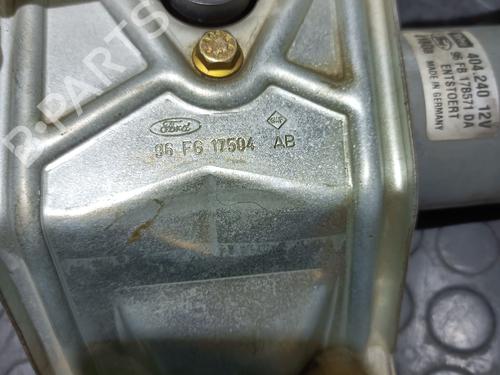 B-PARTS
Ford
96 FG 17504 AB
404.240 12V
96 FB 17B571 DA
ENTSTOERT
MADE IN GERMANY